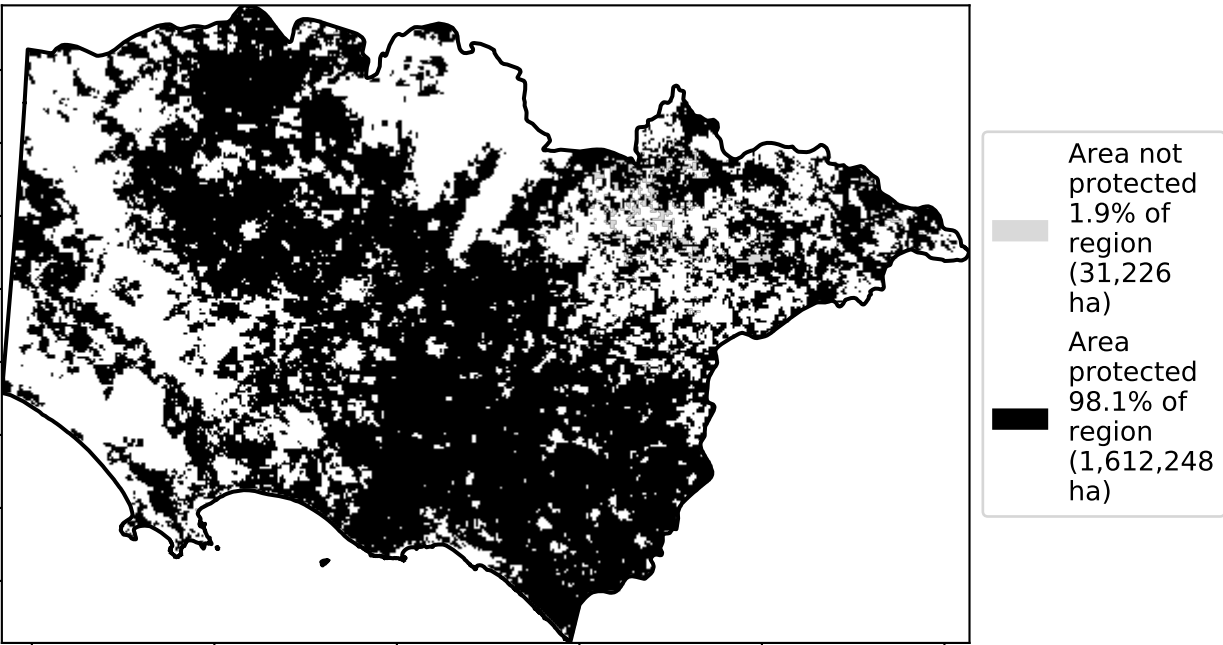 Area not
protected
1.9% of
region
(31,226
ha)
Area
protected
98.1% of
region
(1,612,248
ha)